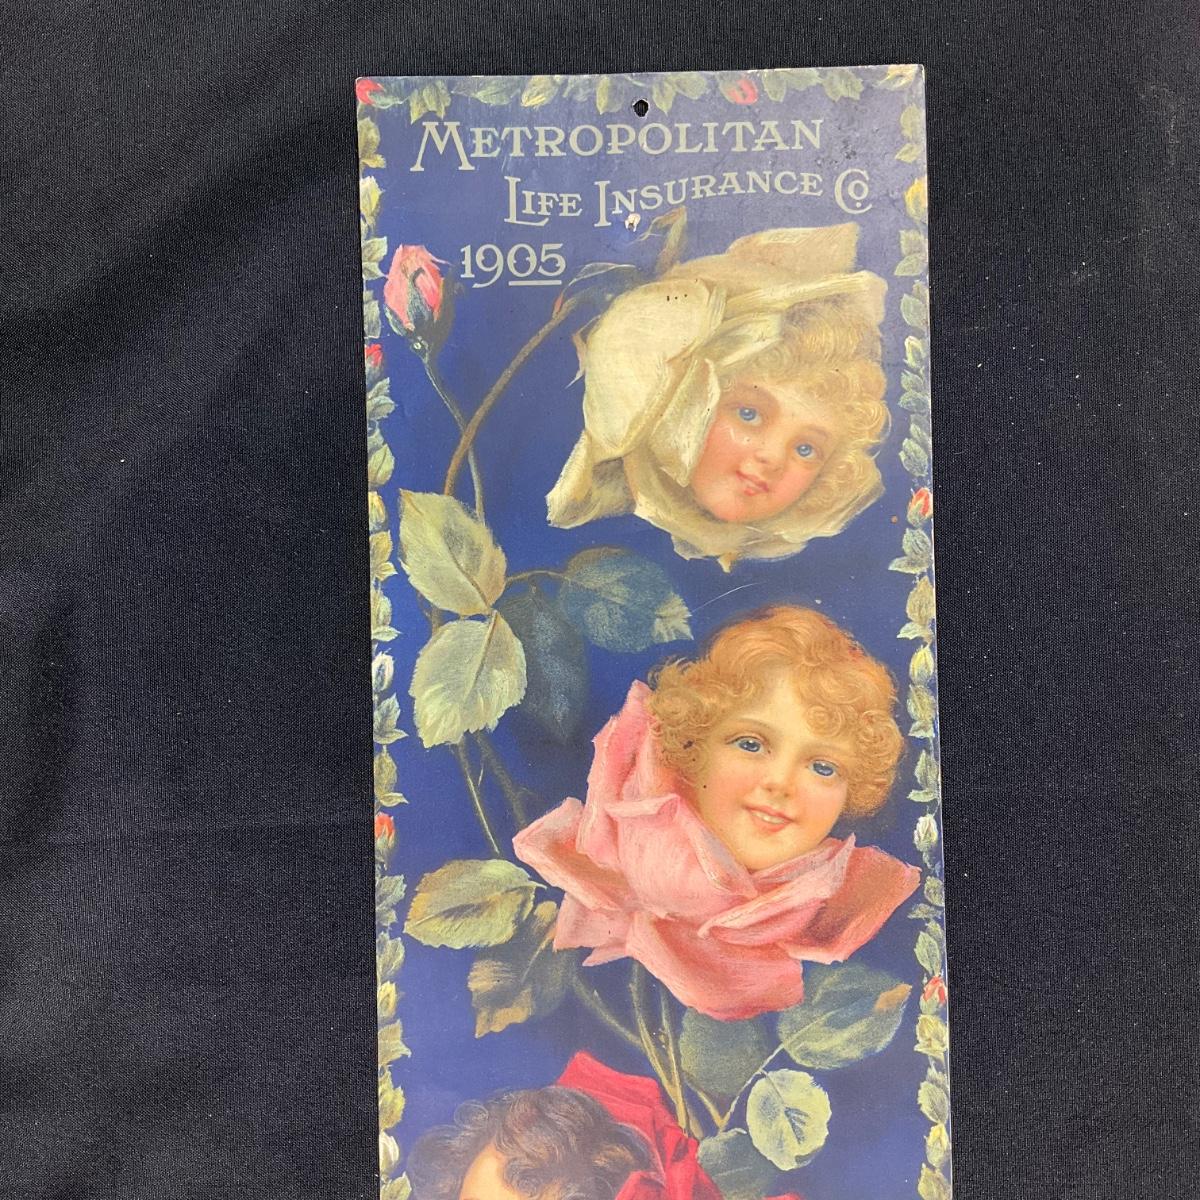 METROPOLITAN
LIFE INSURANCE CO.
1905